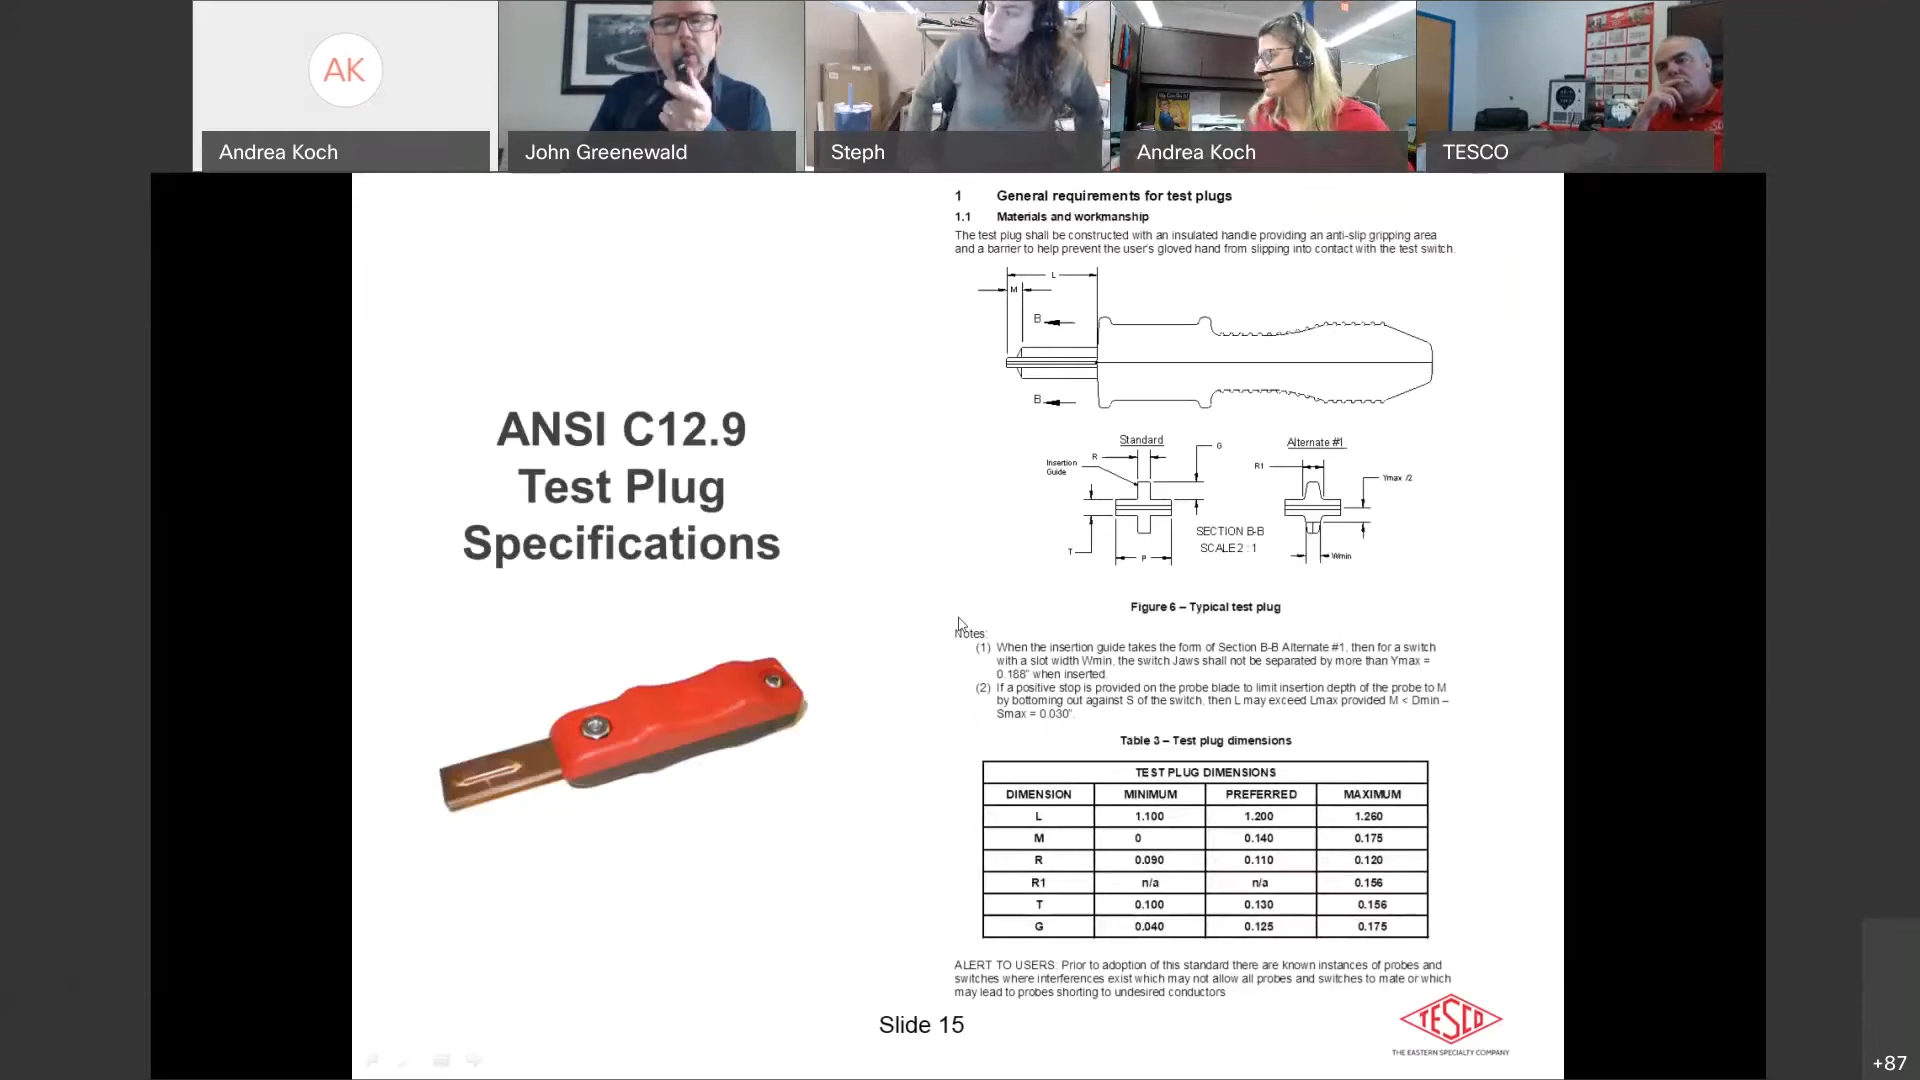 AK
Andrea Koch
John Greenewald
Steph
Andrea Koch
TESCO
1 General requirements for test plugs
1.1 Materials and workmanship
The test plug shall be constructed with an insulated handle providing an anti-slip gripping area
and a barrier to help prevent the user's gloved hand from slipping into contact with the test switch.
L
M
B
B
Standard
G
R
Insertion
Guide
T
P
SECTION B-B
SCALE 2 : 1
Alternate #1
R1
Ymax /2
Wmin
Figure 6 – Typical test plug
ANSI C12.9
Test Plug
Specifications
Notes:
(1) When the insertion guide takes the form of Section B-B Alternate #1, then for a switch
with a slot width Wmin, the switch Jaws shall not be separated by more than Ymax =
0.188" when inserted.
(2) If a positive stop is provided on the probe blade to limit insertion depth of the probe to M
by bottoming out against S of the switch, then L may exceed Lmax provided M < Dmin –
Smax = 0.030".
Table 3 – Test plug dimensions
TEST PLUG DIMENSIONS
DIMENSION MINIMUM PREFERRED MAXIMUM
L 1.100 1.200 1.260
M 0 0.140 0.175
R 0.090 0.110 0.120
R1 n/a n/a 0.156
T 0.100 0.130 0.156
G 0.040 0.125 0.175
ALERT TO USERS: Prior to adoption of this standard there are known instances of probes and
switches where interferences exist which may not allow all probes and switches to mate or which
may lead to probes shorting to undesired conductors.
Slide 15
TESCO
THE EASTERN SPECIALTY COMPANY
+87